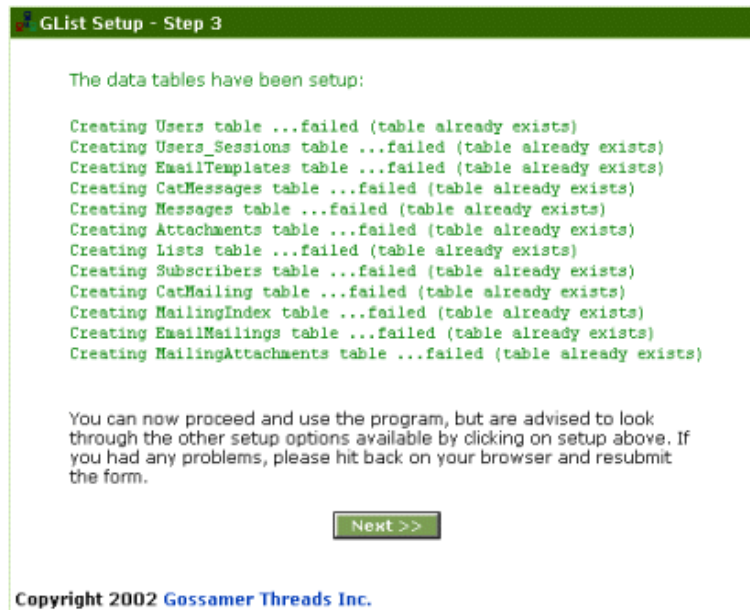 GList Setup - Step 3
The data tables have been setup:
Creating Users table ...failed (table already exists)
Creating Users_Sessions table ...failed (table already exists)
Creating EmailTemplates table ...failed (table already exists)
Creating CatMessages table ...failed (table already exists)
Creating Messages table ...failed (table already exists)
Creating Attachments table ...failed (table already exists)
Creating Lists table ...failed (table already exists)
Creating Subscribers table ...failed (table already exists)
Creating CatMailing table ...failed (table already exists)
Creating MailingIndex table ...failed (table already exists)
Creating EmailMailings table ...failed (table already exists)
Creating MailingAttachments table ...failed (table already exists)
You can now proceed and use the program, but are advised to look
through the other setup options available by clicking on setup above. If
you had any problems, please hit back on your browser and resubmit
the form.
Next >>
Copyright 2002 Gossamer Threads Inc.